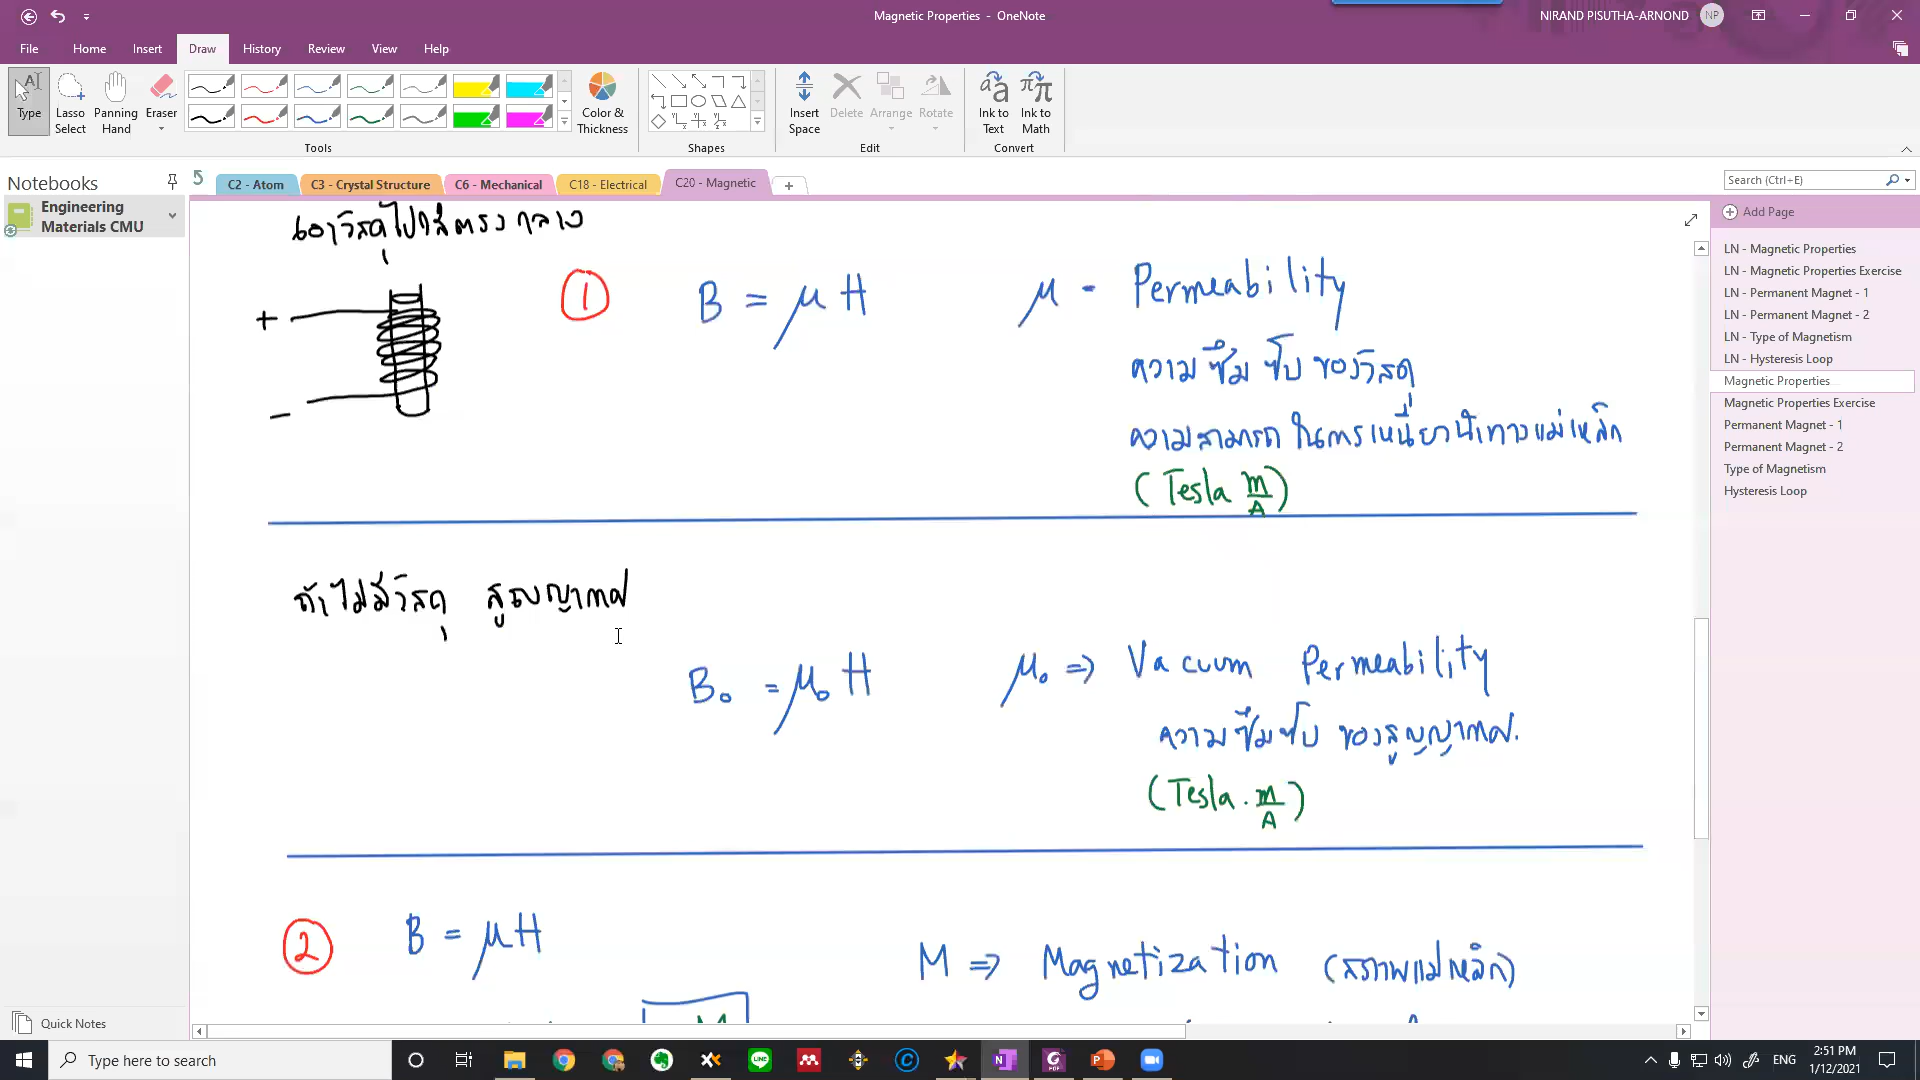 Magnetic Properties - OneNote
NIRAND PISUTHA-ARNOND NP
File Home Insert Draw History Review View Help
Type
Lasso Select
Panning Hand
Eraser
Color & Thickness
Insert Space
Delete
Arrange
Rotate
Ink to Text
Ink to Math
Tools
Shapes
Edit
Convert
Notebooks
Engineering Materials CMU
C2 - Atom
C3 - Crystal Structure
C6 - Mechanical
C18 - Electrical
C20 - Magnetic
Search (Ctrl+E)
Add Page
LN - Magnetic Properties
LN - Magnetic Properties Exercise
LN - Permanent Magnet - 1
LN - Permanent Magnet - 2
LN - Type of Magnetism
LN - Hysteresis Loop
Magnetic Properties
Magnetic Properties Exercise
Permanent Magnet - 1
Permanent Magnet - 2
Type of Magnetism
Hysteresis Loop
เอาวัสดุไปใส่ตรงกลาง
+
-
1 B = μ H
μ - Permeability
ความซึมซับของวัสดุ
ความสามารถในการเหนี่ยวนำทางแม่เหล็ก
(Tesla m/A)
ถ้าไม่มีวัสดุ สูญญากาศ
B₀ = μ₀ H
μ₀ ⇒ Vacuum Permeability
ความซึมซับของสูญญากาศ.
(Tesla . m/A)
2 B = μH
M ⇒ Magnetization (สภาพแม่เหล็ก)
Quick Notes
Type here to search
ENG
2:51 PM
1/12/2021